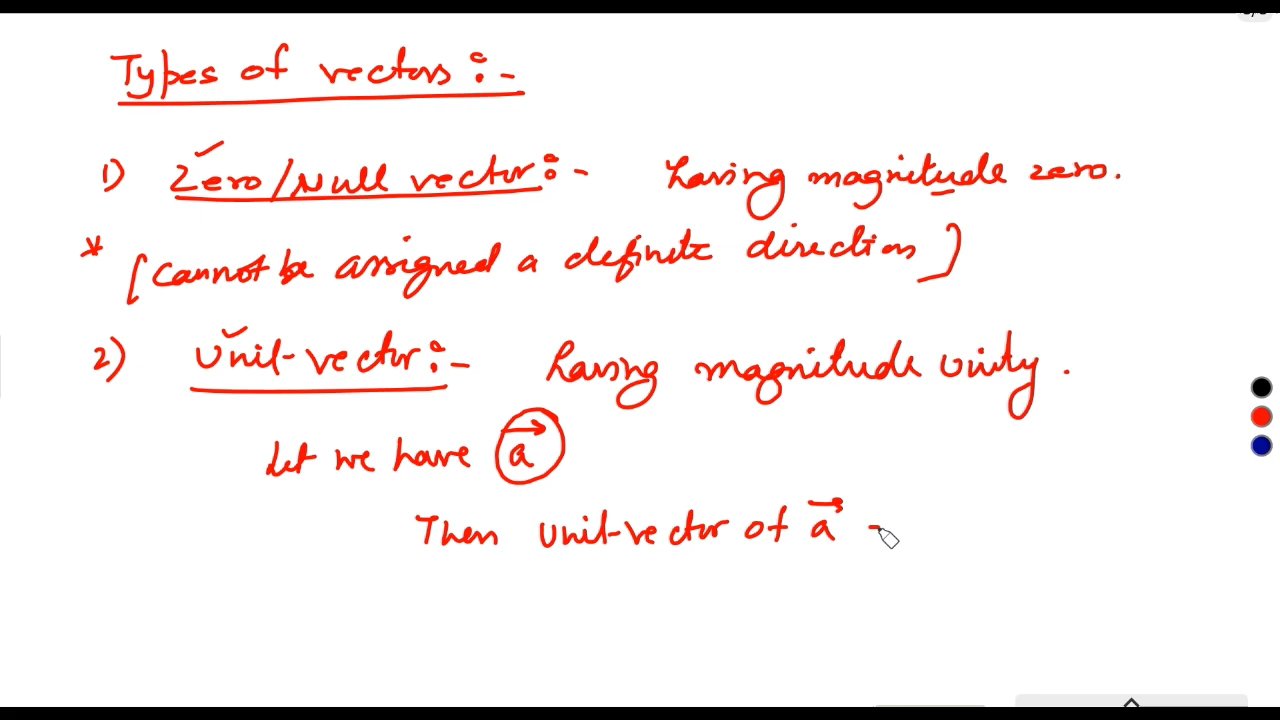 Types of vectors :-
1) Zero/Null vector :- having magnitude zero.
* [cannot be assigned a definite direction]
2) Unit-vector :- having magnitude unity.
Let we have a⃗
Then unit-vector of a⃗ -